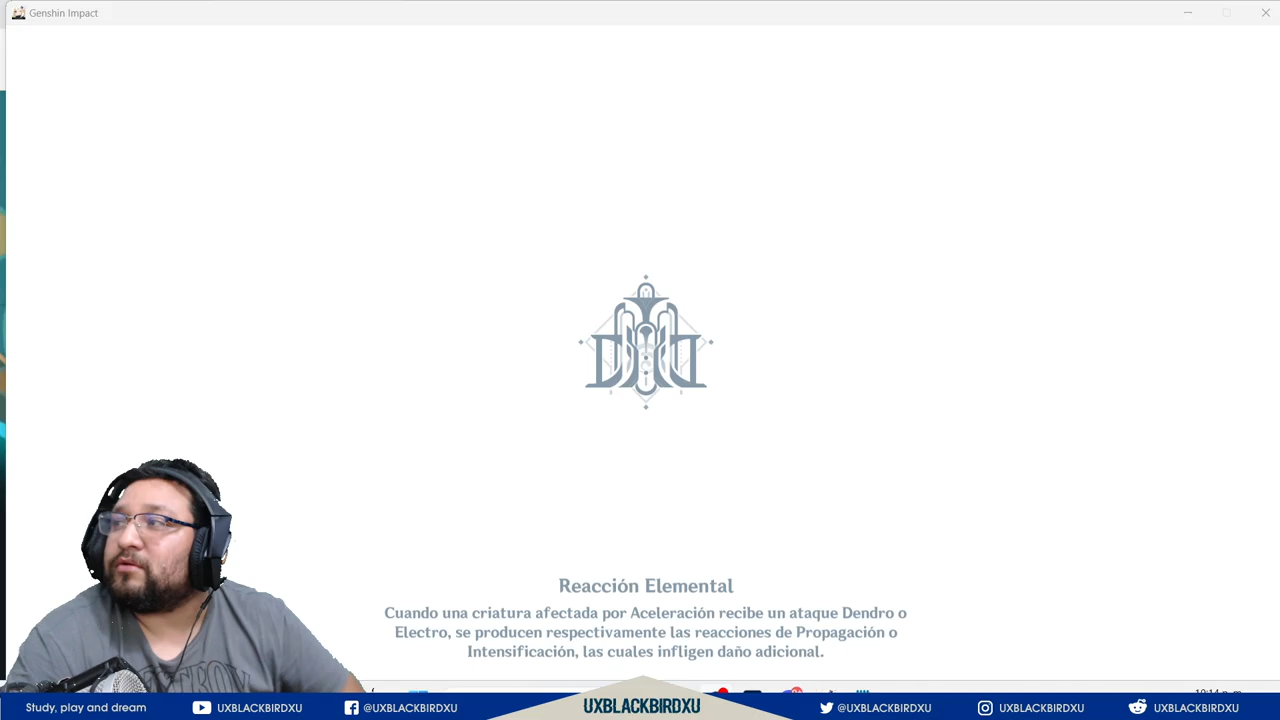 Genshin Impact
Reacción Elemental
Cuando una criatura afectada por Aceleración recibe un ataque Dendro o
Electro, se producen respectivamente las reacciones de Propagación o
Intensificación, las cuales infligen daño adicional.
Study, play and dream
UXBLACKBIRDXU
@UXBLACKBIRDXU
UXBLACKBIRDXU
@UXBLACKBIRDXU
UXBLACKBIRDXU
UXBLACKBIRDXU